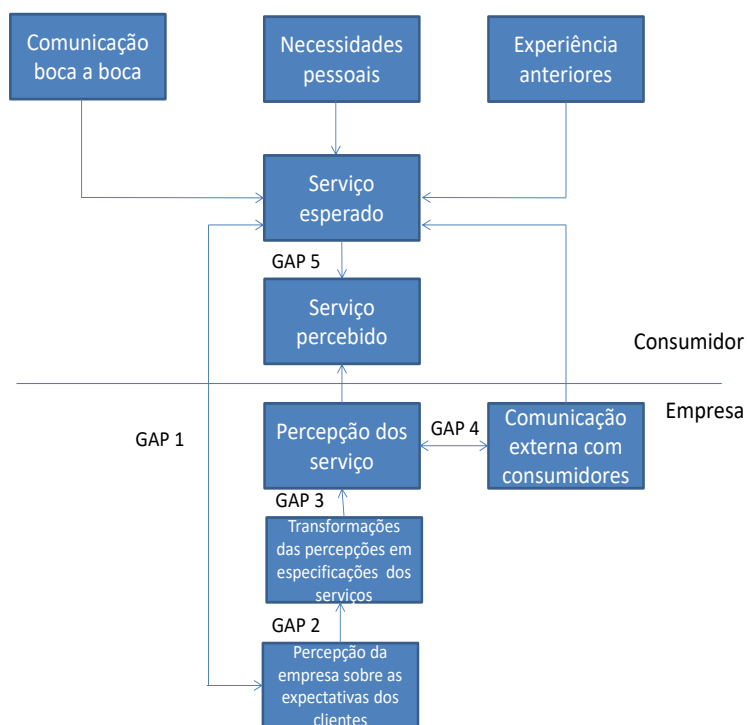 Comunicação
boca a boca
Necessidades
pessoais
Experiência
anteriores
Serviço
esperado
GAP 5
Serviço
percebido
Consumidor
Empresa
GAP 1
Percepção dos
serviço
GAP 4
Comunicação
externa com
consumidores
GAP 3
Transformações
das percepções em
especificações dos
serviços
GAP 2
Percepção da
empresa sobre as
expectativas dos
clientes